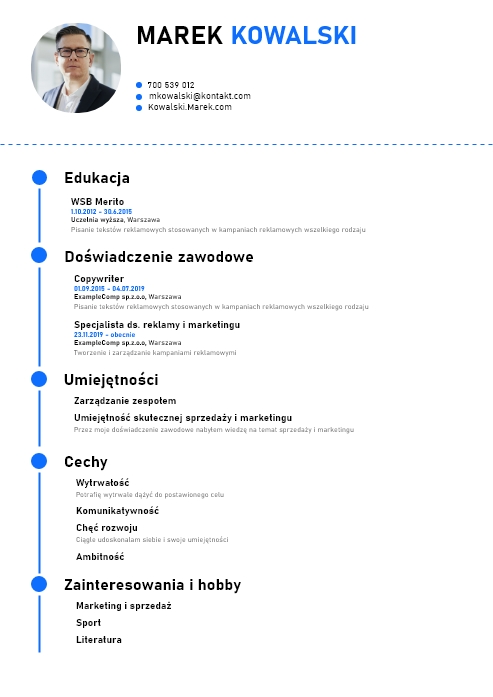 MAREK KOWALSKI
700 539 012
mkowalski@kontakt.com
Kowalski.Marek.com
Edukacja
WSB Merito
1.10.2012 - 30.6.2015
Uczelnia wyższa, Warszawa
Pisanie tekstów reklamowych stosowanych w kampaniach reklamowych wszelkiego rodzaju
Doświadczenie zawodowe
Copywriter
01.09.2015 - 04.07.2019
ExampleComp sp.z.o.o, Warszawa
Pisanie tekstów reklamowych stosowanych w kampaniach reklamowych wszelkiego rodzaju
Specjalista ds. reklamy i marketingu
23.11.2019 - obecnie
ExampleComp sp.z.o.o, Warszawa
Tworzenie i zarządzanie kampaniami reklamowymi
Umiejętności
Zarządzanie zespołem
Umiejętność skutecznej sprzedaży i marketingu
Przez moje doświadczenie zawodowe nabyłem wiedzę na temat sprzedaży i marketingu
Cechy
Wytrwałość
Potrafię wytrwale dążyć do postawionego celu
Komunikatywność
Chęć rozwoju
Ciągle udoskonalam siebie i swoje umiejętności
Ambitność
Zainteresowania i hobby
Marketing i sprzedaż
Sport
Literatura